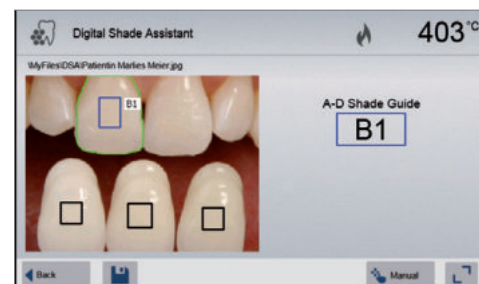 Digital Shade Assistant
403°C
\MyFiles\DSA\Patientin Marlies Meier.jpg
B1
A-D Shade Guide
B1
Back
Manual